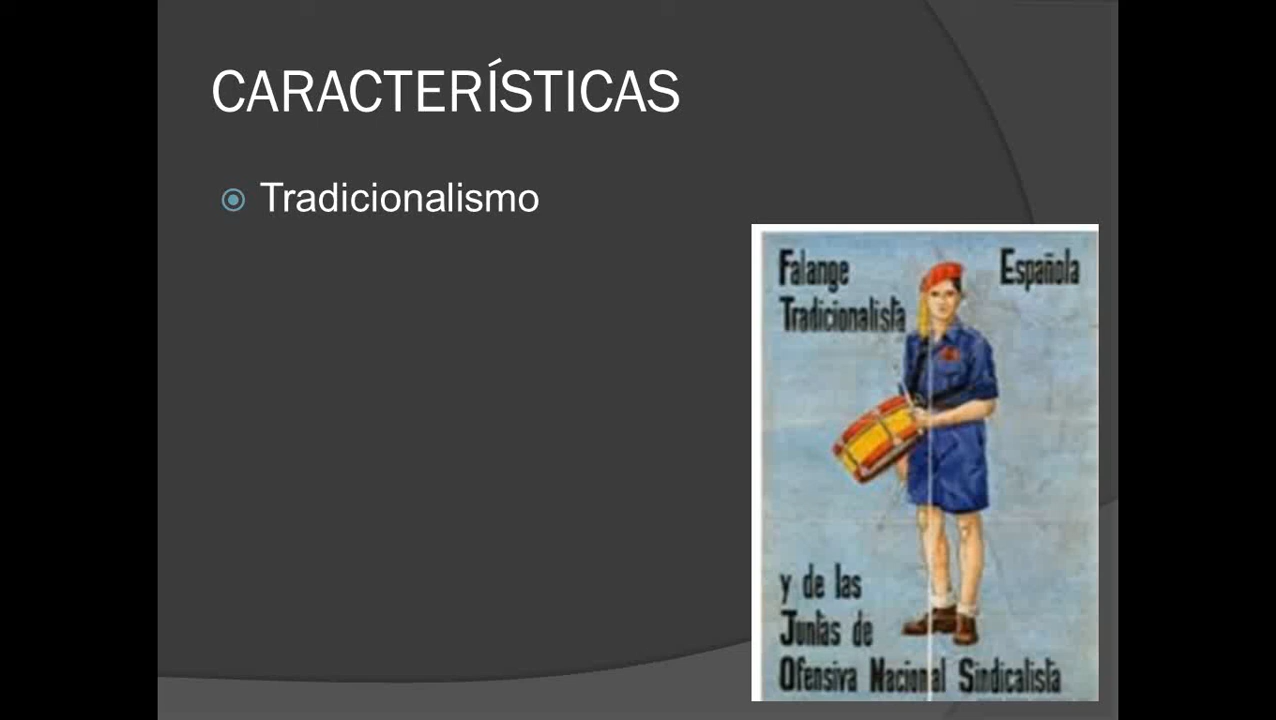 CARACTERÍSTICAS
Tradicionalismo
Falange Española
Tradicionalista
y de las
Juntas de
Ofensiva Nacional Sindicalista